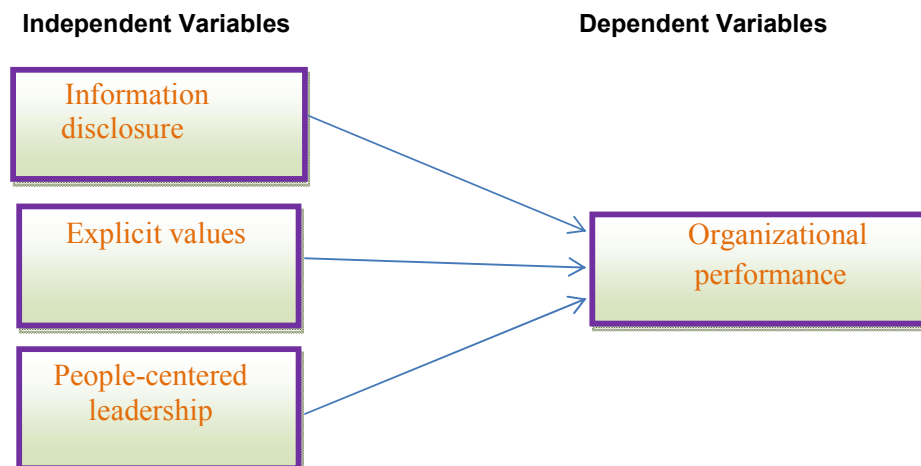 Independent Variables
Dependent Variables
Information
disclosure
Explicit values
People-centered
leadership
Organizational
performance